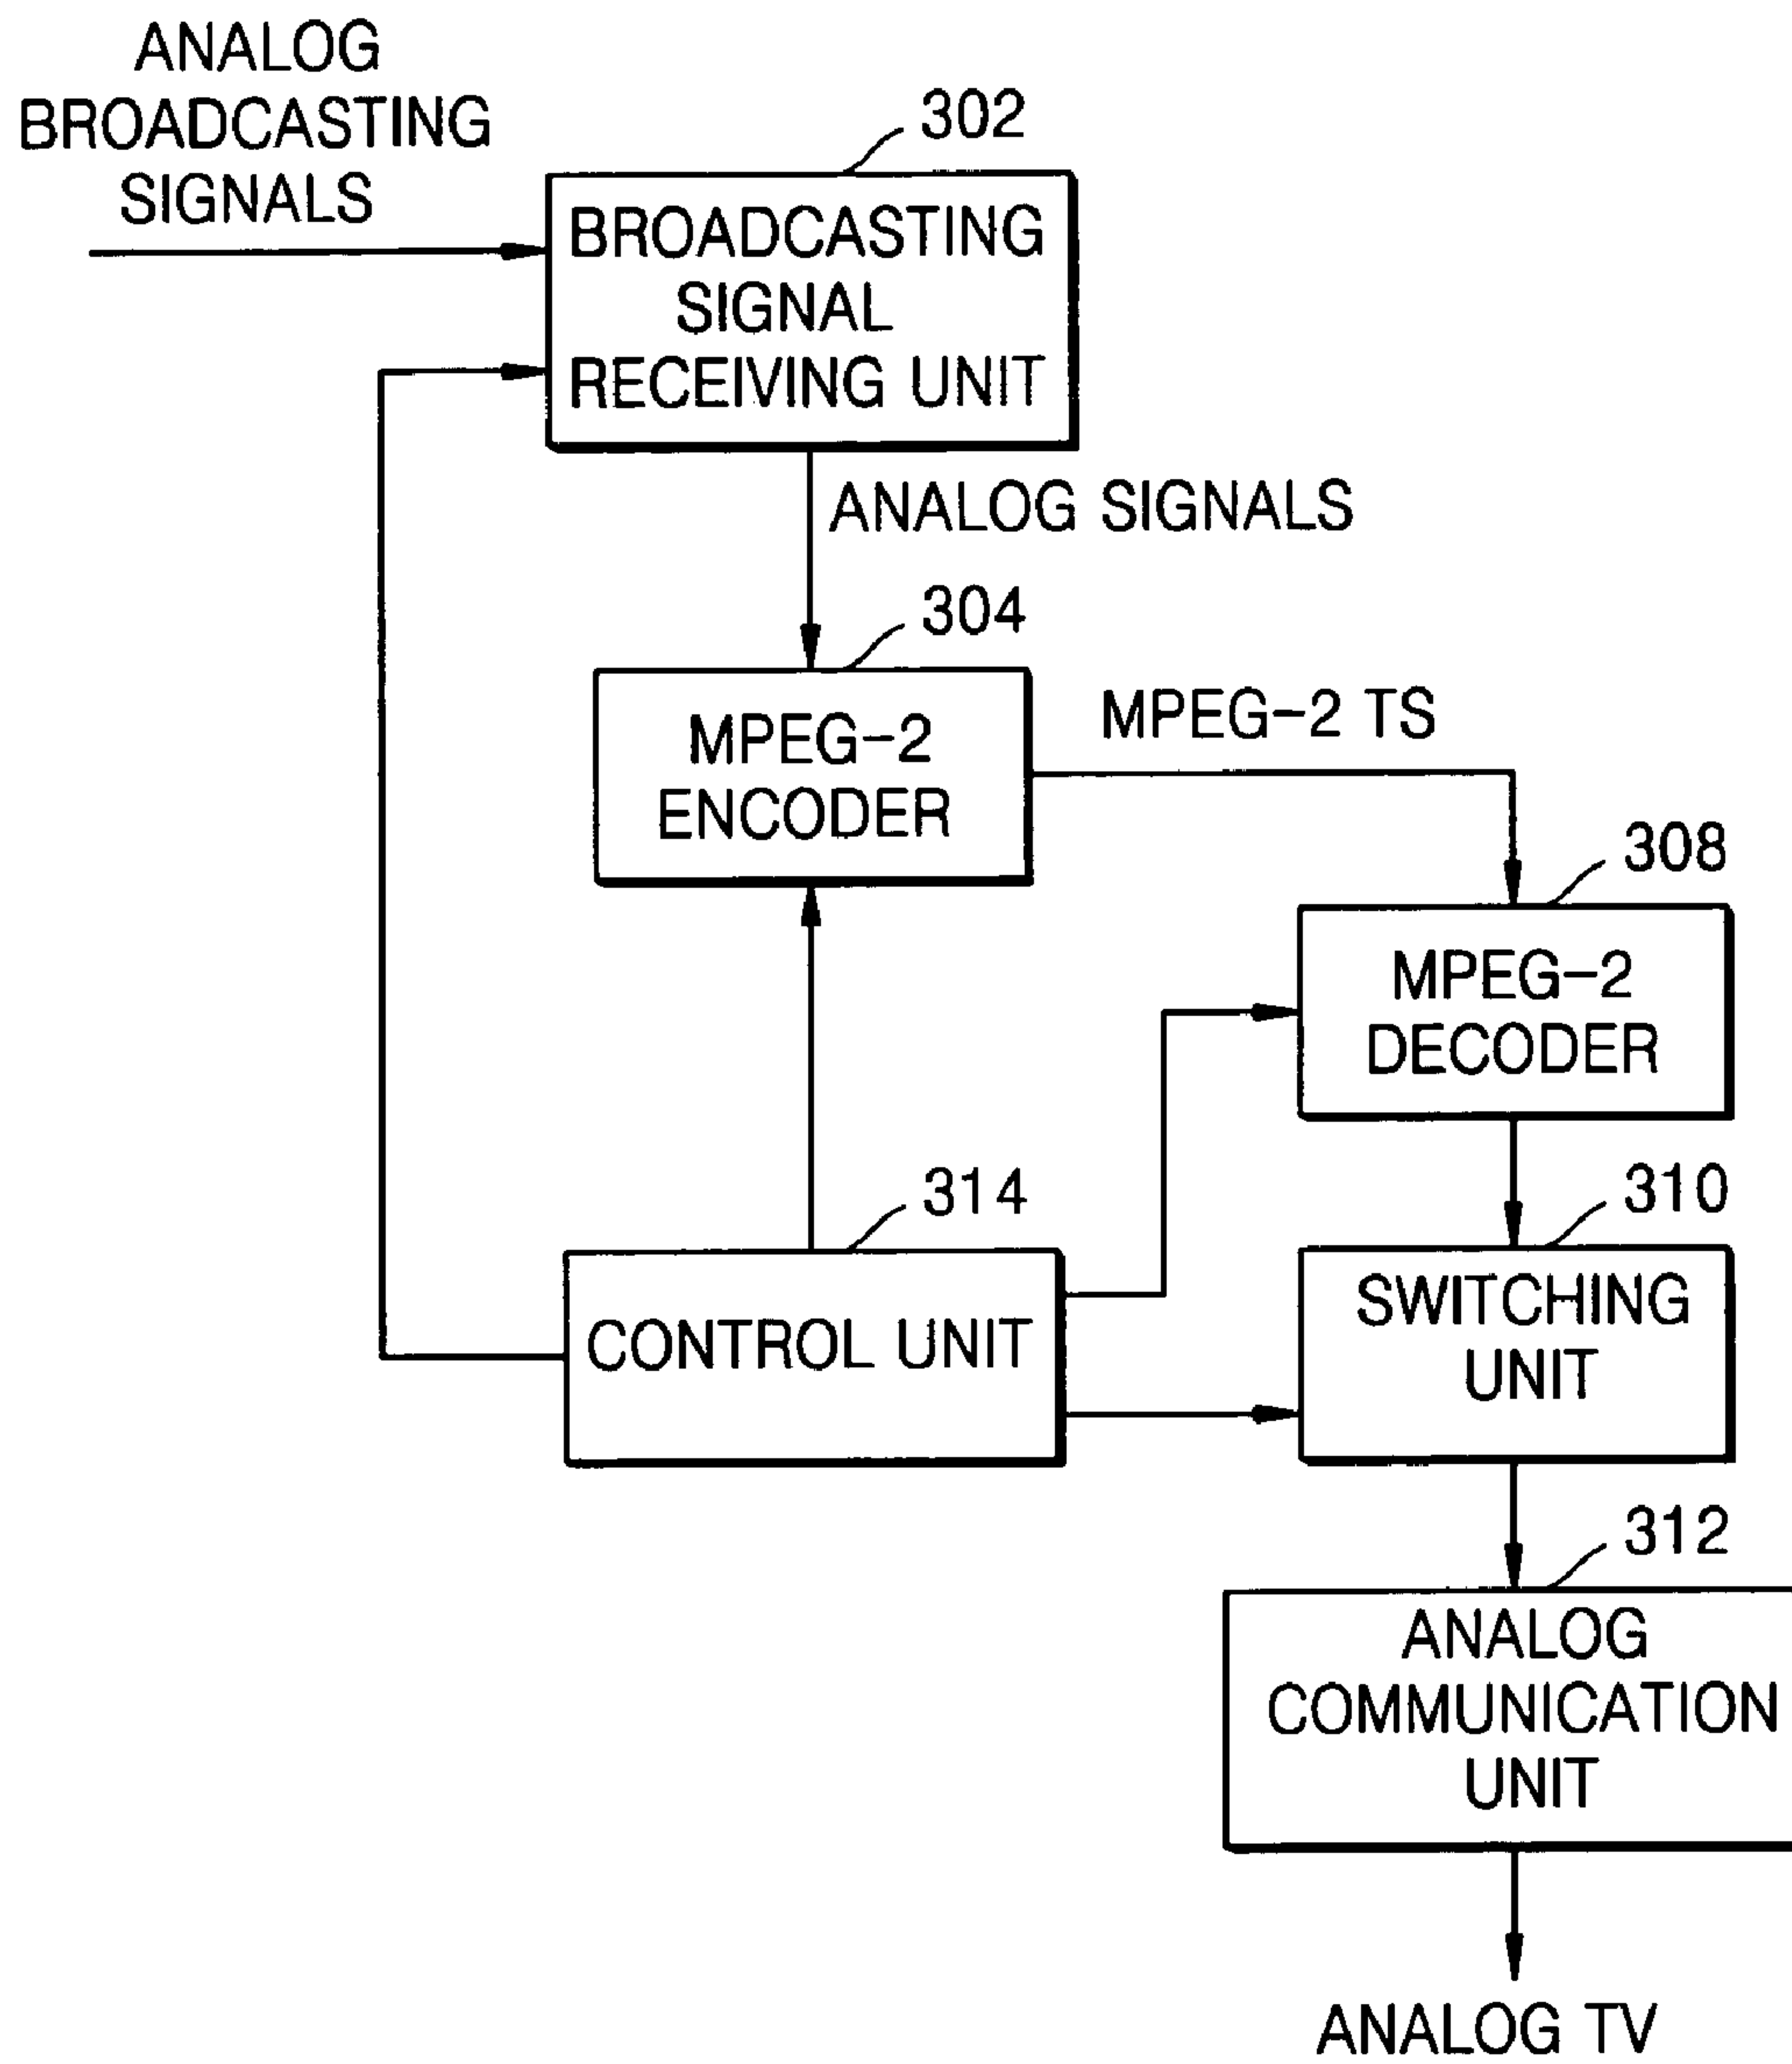 ANALOG
BROADCASTING
SIGNALS
302
BROADCASTING
SIGNAL
RECEIVING UNIT
ANALOG SIGNALS
304
MPEG-2
ENCODER
MPEG-2 TS
308
MPEG-2
DECODER
314
CONTROL UNIT
310
SWITCHING
UNIT
312
ANALOG
COMMUNICATION
UNIT
ANALOG TV